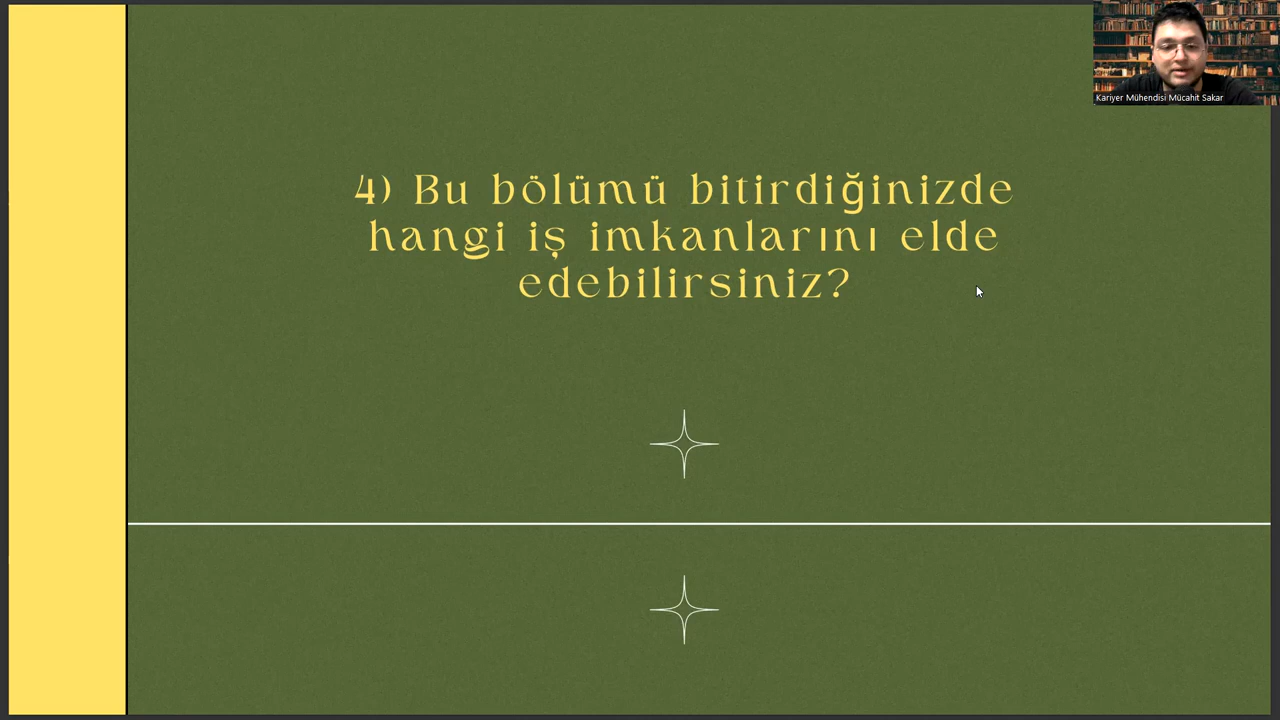 Kariyer Mühendisi Mücahit Sakar
4) Bu bölümü bitirdiğinizde
hangi iş imkanlarını elde
edebilirsiniz?